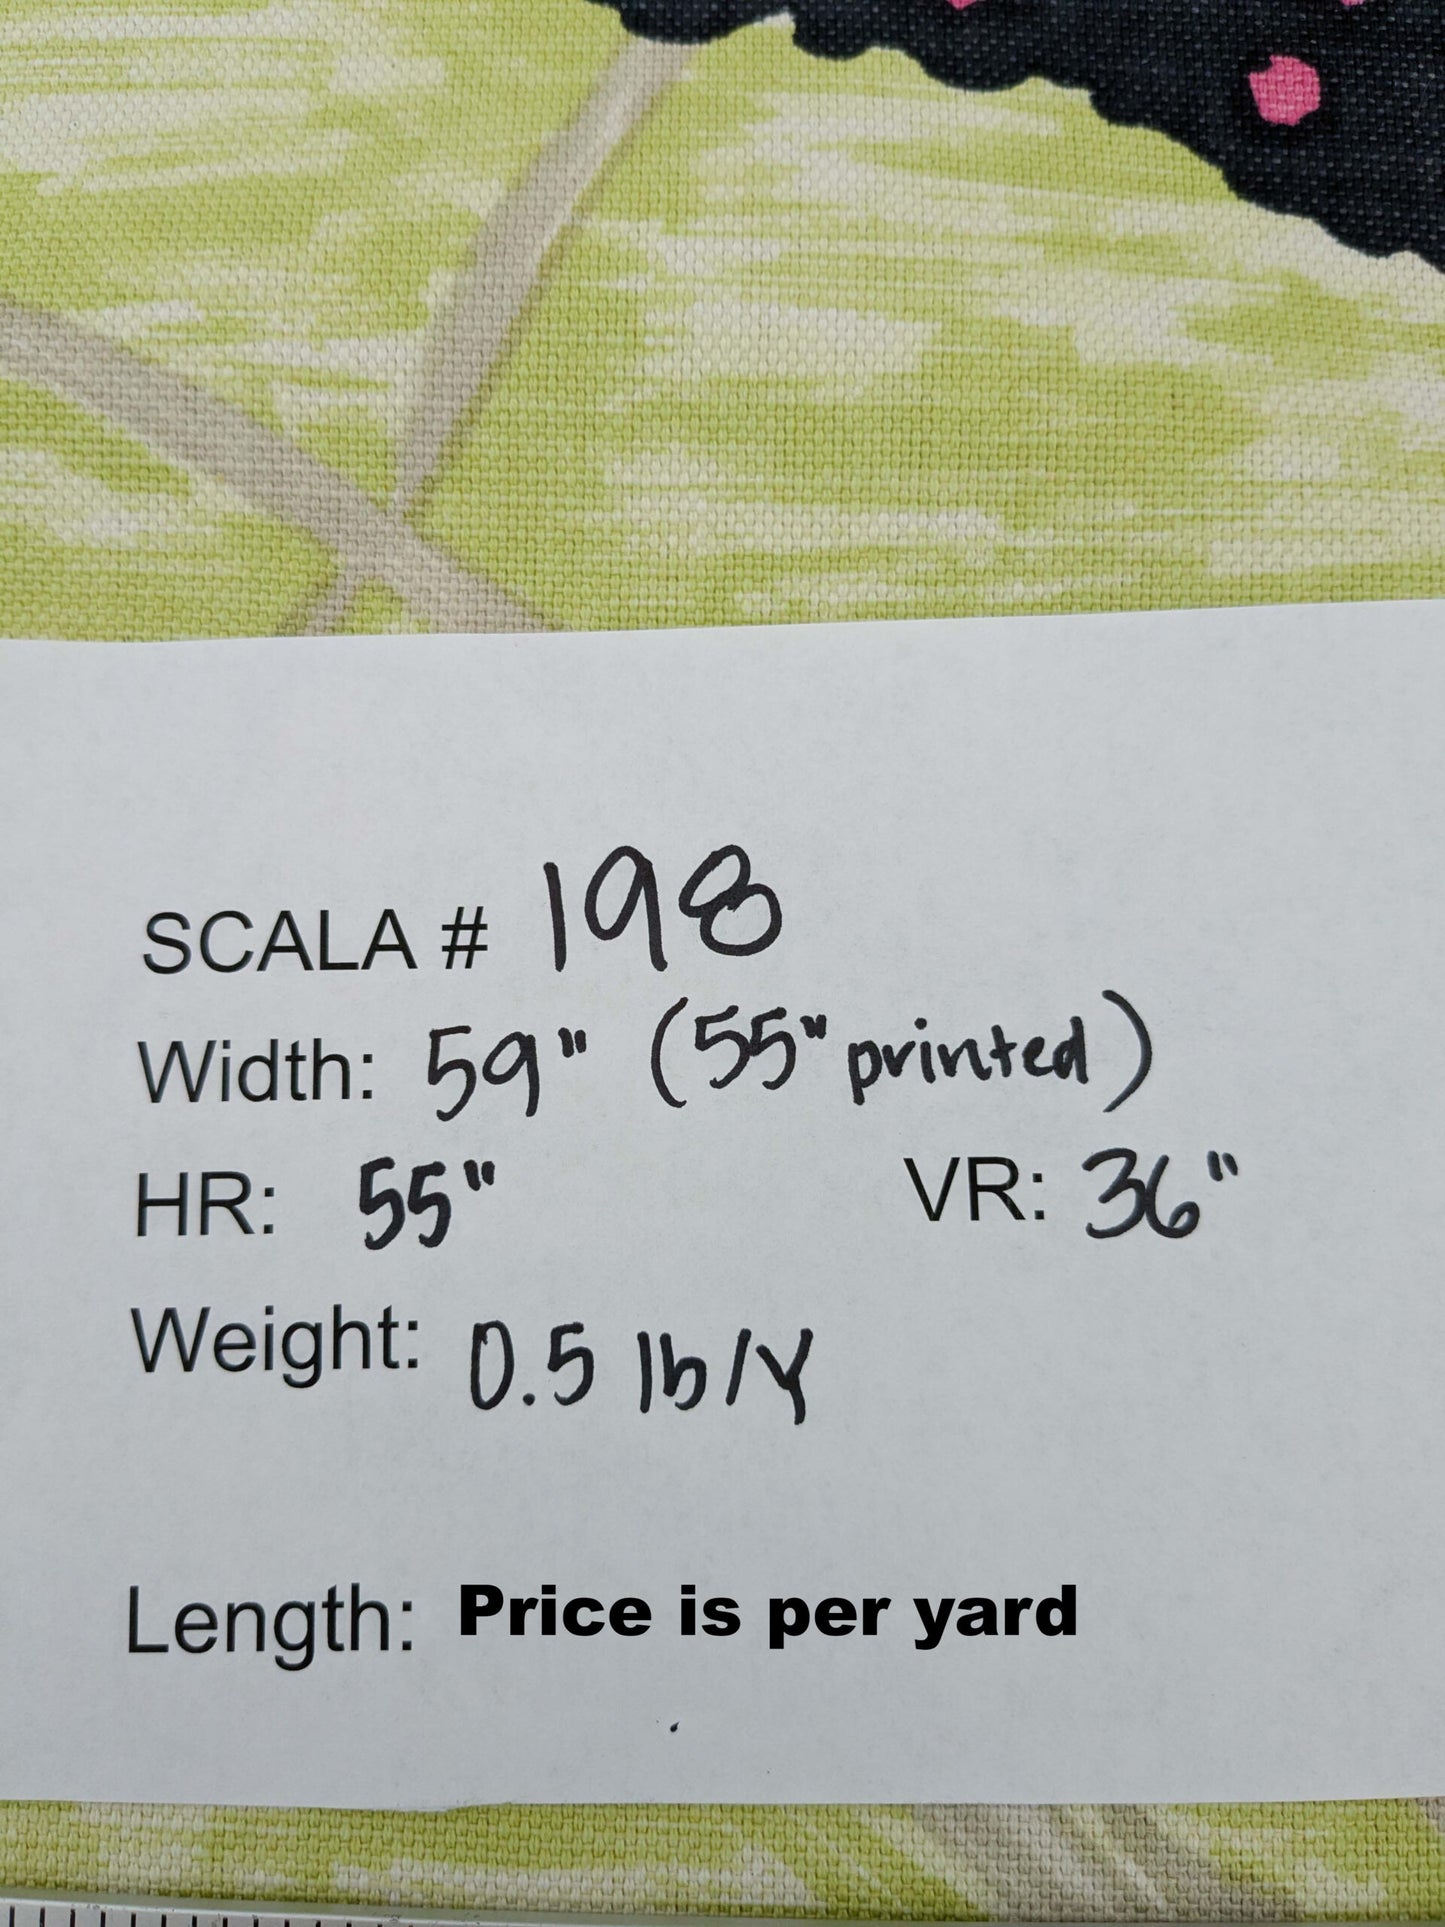 SCALA # 198
Width: 59" (55" printed)
HR: 55" VR: 36"
Weight: 0.5 lb/Y
Length: Price is per yard